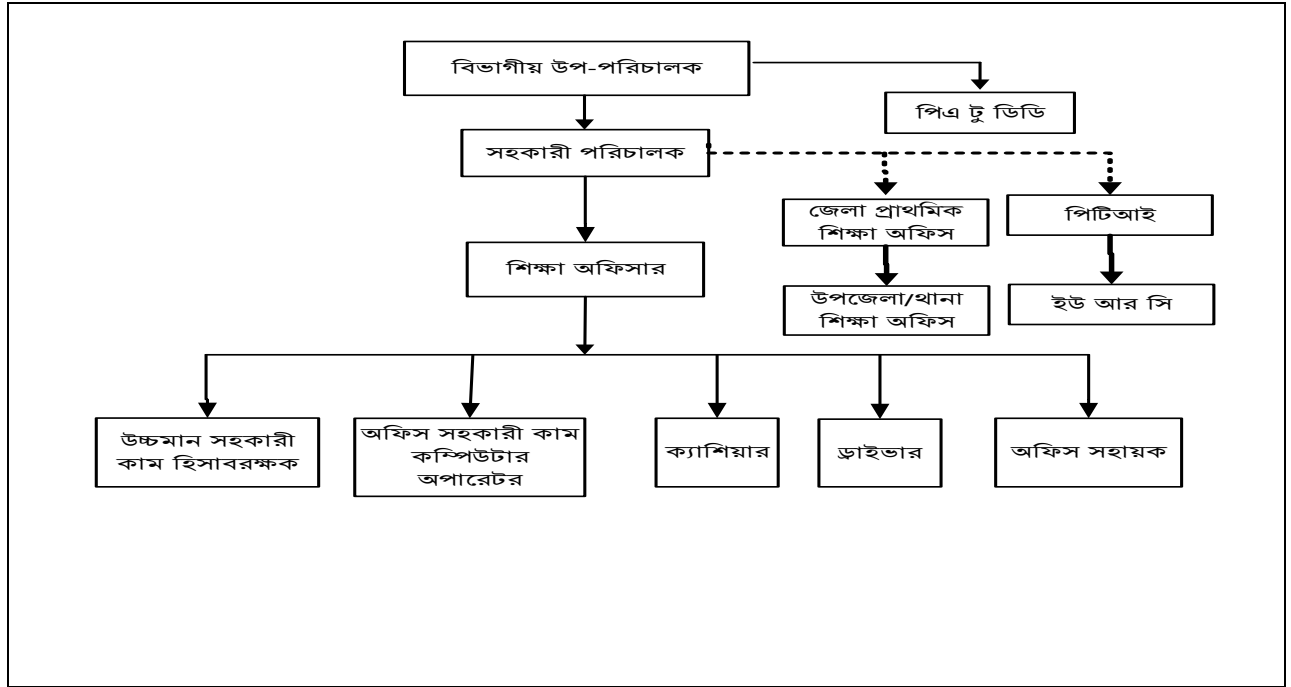 বিভাগীয় উপ-পরিচালক
পিএ টু ডিডি
সহকারী পরিচালক
জেলা প্রাথমিক
শিক্ষা অফিস
পিটিআই
শিক্ষা অফিসার
উপজেলা/থানা
শিক্ষা অফিস
ইউ আর সি
উচ্চমান সহকারী
কাম হিসাবরক্ষক
অফিস সহকারী কাম
কম্পিউটার
অপারেটর
ক্যাশিয়ার
ড্রাইভার
অফিস সহায়ক